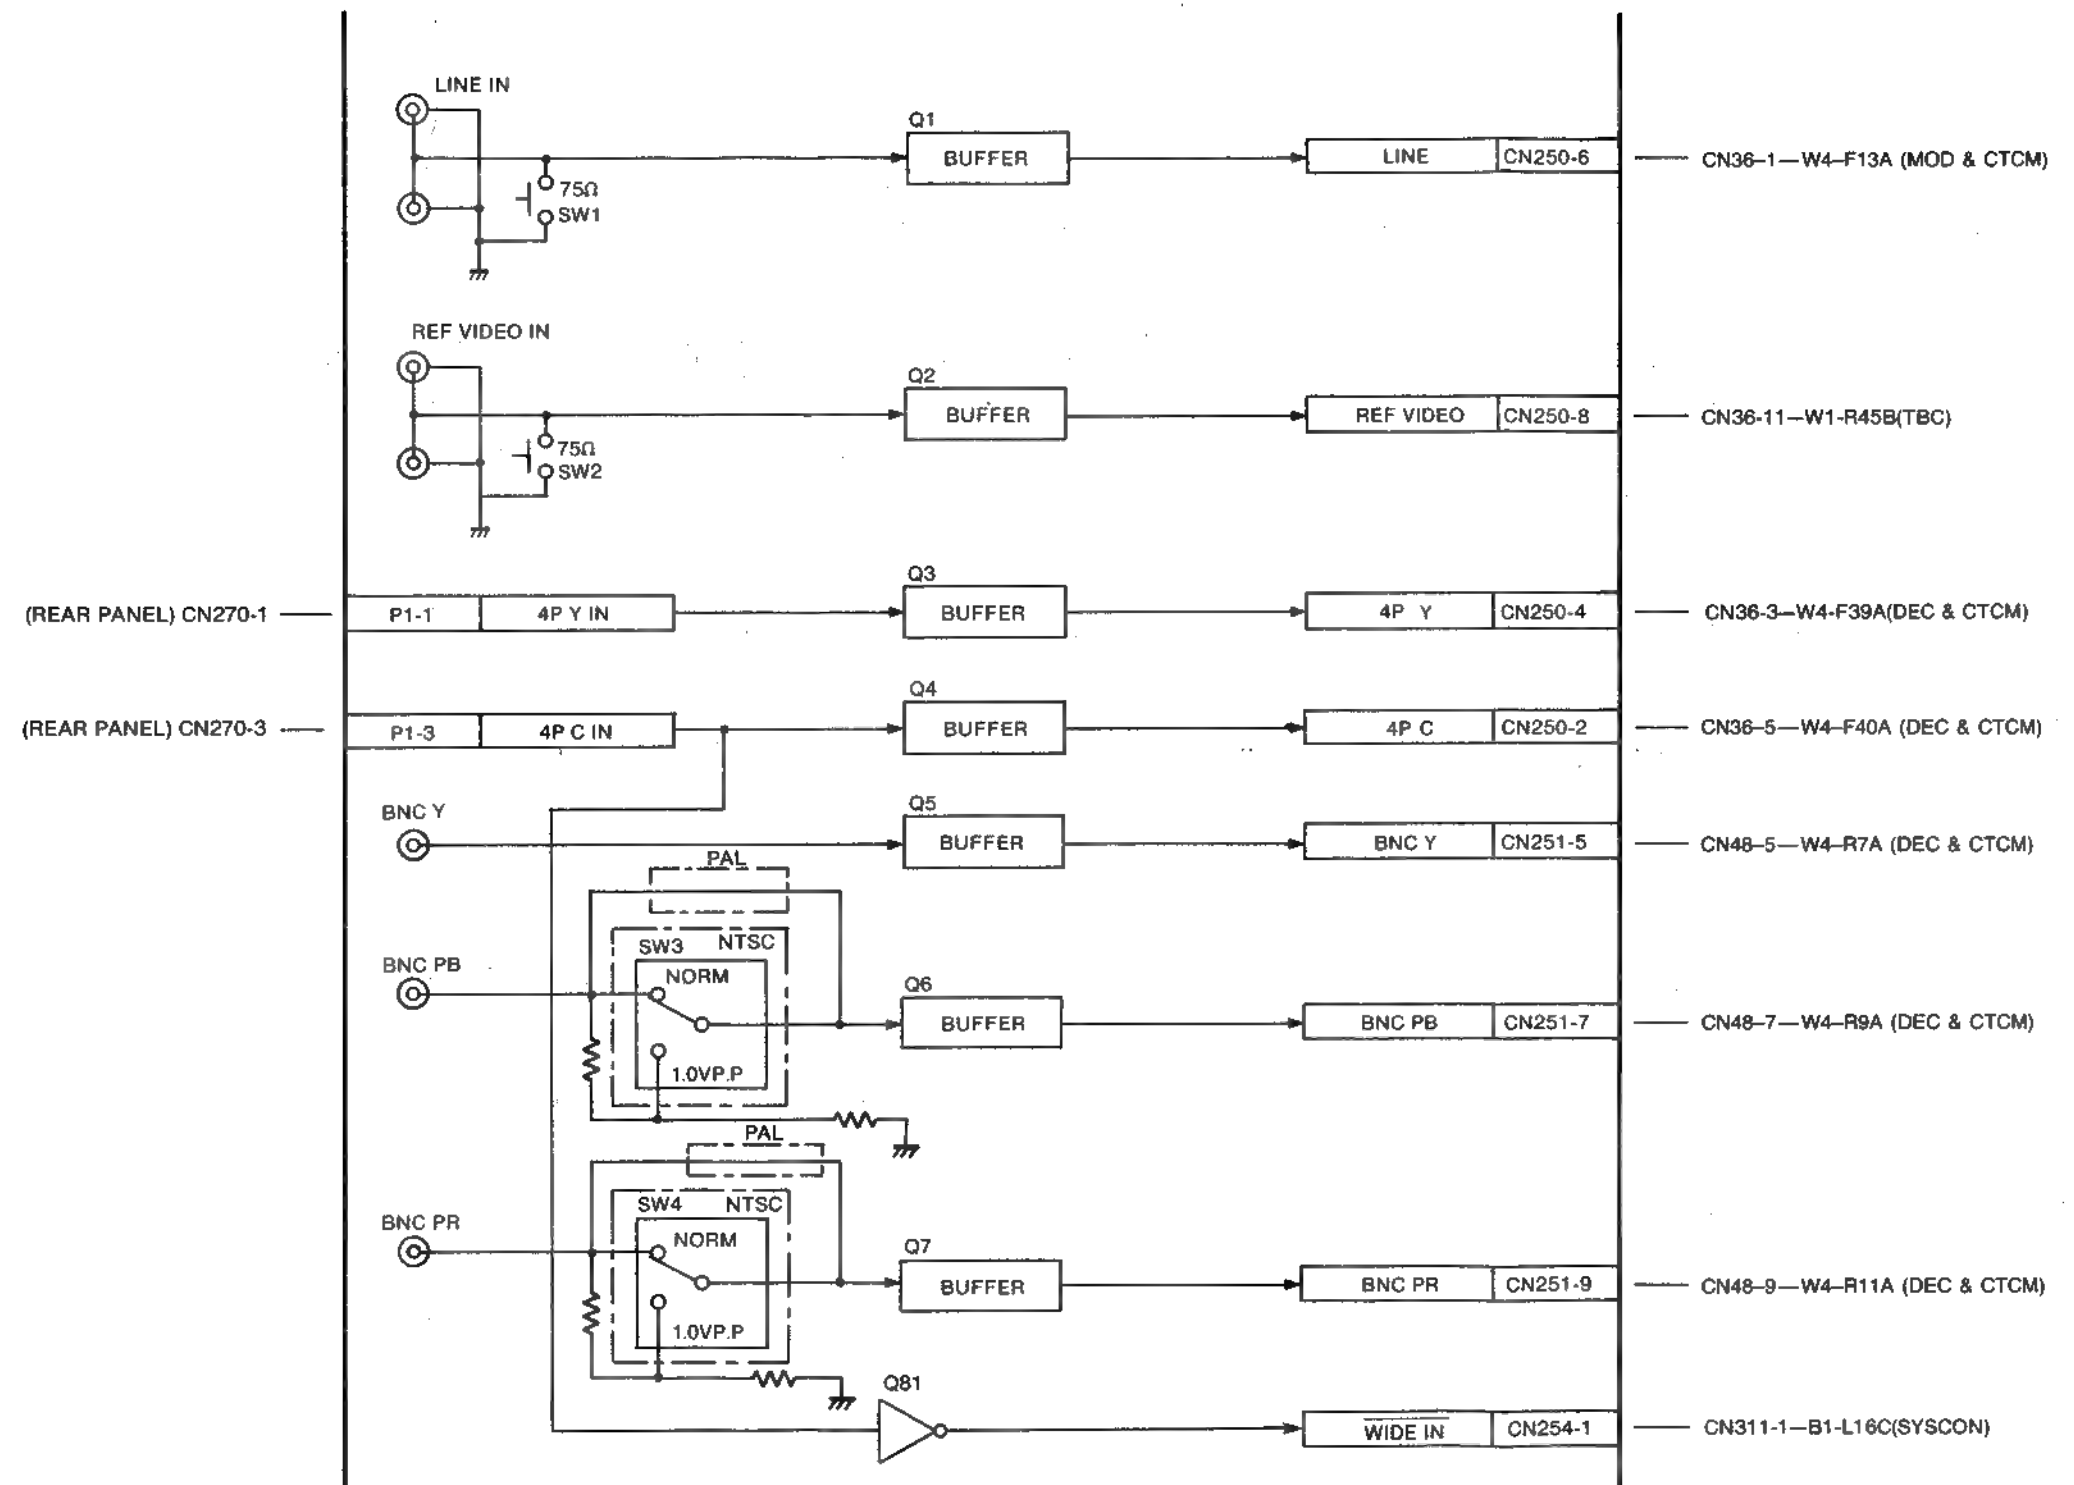 LINE IN
Q1
BUFFER
LINE CN250-6
CN36-1-W4-F13A (MOD & CTCM)
75Ω
SW1
REF VIDEO IN
Q2
BUFFER
REF VIDEO CN250-8
CN36-11-W1-R45B(TBC)
75Ω
SW2
(REAR PANEL) CN270-1
P1-1 4P Y IN
Q3
BUFFER
4P Y CN250-4
CN36-3-W4-F39A(DEC & CTCM)
(REAR PANEL) CN270-3
P1-3 4P C IN
Q4
BUFFER
4P C CN250-2
CN36-5-W4-F40A (DEC & CTCM)
BNC Y
Q5
BUFFER
BNC Y CN251-5
CN48-5-W4-R7A (DEC & CTCM)
PAL
SW3 NTSC
NORM
BNC PB
Q6
BUFFER
BNC PB CN251-7
CN48-7-W4-R9A (DEC & CTCM)
1.0VP.P
PAL
SW4 NTSC
NORM
BNC PR
Q7
BUFFER
BNC PR CN251-9
CN48-9-W4-R11A (DEC & CTCM)
1.0VP.P
Q81
WIDE IN CN254-1
CN311-1-B1-L16C(SYSCON)